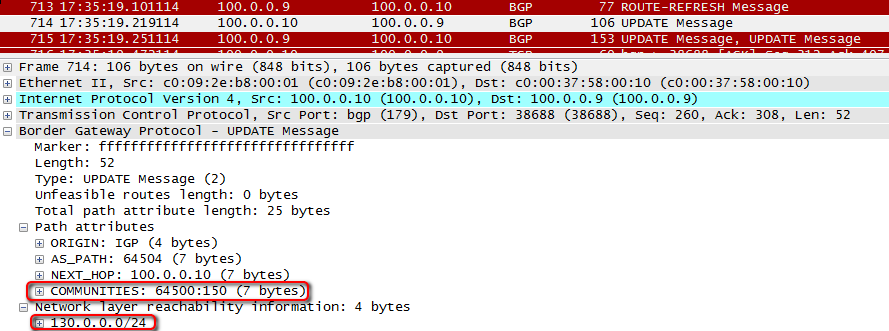 713 17:35:19.101114 100.0.0.9 100.0.0.10 BGP 77 ROUTE-REFRESH Message
714 17:35:19.219114 100.0.0.10 100.0.0.9 BGP 106 UPDATE Message
715 17:35:19.251114 100.0.0.9 100.0.0.10 BGP 153 UPDATE Message, UPDATE Message
Frame 714: 106 bytes on wire (848 bits), 106 bytes captured (848 bits)
Ethernet II, Src: c0:09:2e:b8:00:01 (c0:09:2e:b8:00:01), Dst: c0:00:37:58:00:10 (c0:00:37:58:00:10)
Internet Protocol Version 4, Src: 100.0.0.10 (100.0.0.10), Dst: 100.0.0.9 (100.0.0.9)
Transmission Control Protocol, Src Port: bgp (179), Dst Port: 38688 (38688), Seq: 260, Ack: 308, Len: 52
Border Gateway Protocol - UPDATE Message
Marker: ffffffffffffffffffffffffffffffff
Length: 52
Type: UPDATE Message (2)
Unfeasible routes length: 0 bytes
Total path attribute length: 25 bytes
Path attributes
ORIGIN: IGP (4 bytes)
AS_PATH: 64504 (7 bytes)
NEXT_HOP: 100.0.0.10 (7 bytes)
COMMUNITIES: 64500:150 (7 bytes)
Network layer reachability information: 4 bytes
130.0.0.0/24